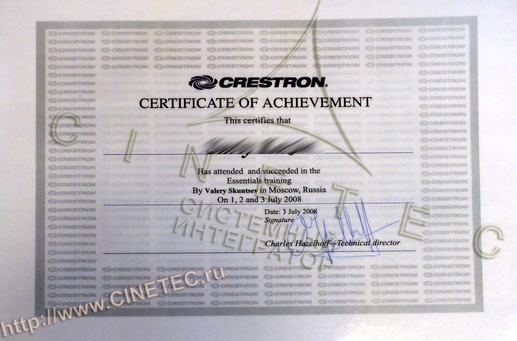 CRESTRON
CERTIFICATE OF ACHIEVEMENT
This certifies that
Has attended and succeeded in the
Essentials training
By Valery Skuntsev in Moscow, Russia
On 1, 2 and 3 July 2008
Date: 3 July 2008
Signature
Charles Hazelhoff – Technical director
CINETEC
СИСТЕМНЫЙ
ИНТЕГРАТОР
http://www.CINETEC.ru